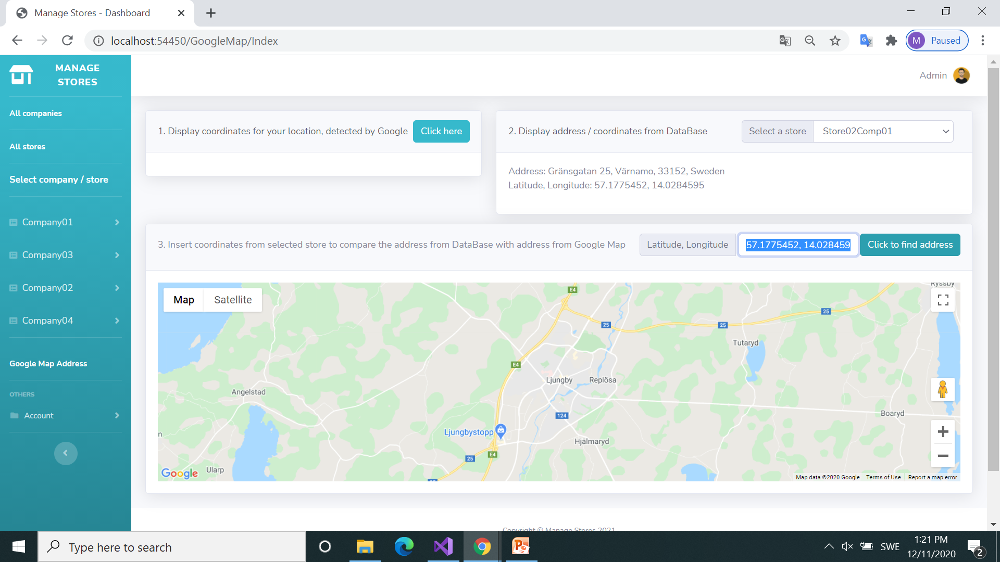 Manage Stores - Dashboard
localhost:54450/GoogleMap/Index
M Paused
MANAGE
STORES
Admin
All companies
All stores
Select company / store
Company01
Company03
Company02
Company04
Google Map Address
OTHERS
Account
1. Display coordinates for your location, detected by Google Click here
2. Display address / coordinates from DataBase Select a store Store02Comp01
Address: Gränsgatan 25, Värnamo, 33152, Sweden
Latitude, Longitude: 57.1775452, 14.0284595
3. Insert coordinates from selected store to compare the address from DataBase with address from Google Map Latitude, Longitude 57.1775452, 14.028459 Click to find address
Map Satellite
Ryssby
E4
25
25
25
Tutaryd
E4
Ljungby
Replösa
Angelstad
124
Boaryd
Ljungbystopp
n
Hjälmaryd
25
E4
Ularp
Google
Map data ©2020 Google Terms of Use Report a map error
Copyright © Manage Stores 2021
Type here to search
SWE
1:21 PM
12/11/2020
2